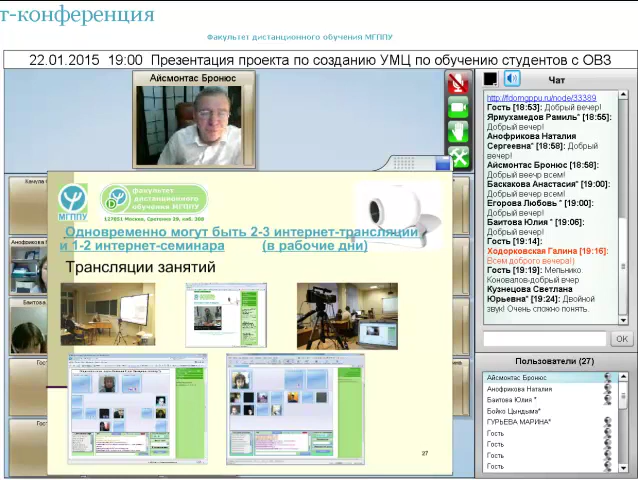 т-конференция
Факультет дистанционного обучения МГППУ
22.01.2015 19:00 Презентация проекта по созданию УМЦ по обучению студентов с ОВЗ
Айсмонтас Бронюс
МГППУ
факультет
дистанционного
обучения МГППУ
127051 Москва, Сретенка 29, каб. 308
Одновременно могут быть 2-3 интернет-трансляции
и 1-2 интернет-семинара (в рабочие дни)
Трансляции занятий
27
Чат
http://fdomgppu.ru/node/33389
Гость [18:53]: Добрый вечер!
Ярмухамедов Рамиль* [18:55]:
Добрый вечер!
Анофрикова Наталия
Сергеевна* [18:58]: Добрый
вечер!
Айсмонтас Бронюс [18:58]:
Добрый веечр всем!
Баскакова Анастасия* [19:00]:
Добрый вечер!
Егорова Любовь * [19:00]:
Добрый вечер!
Баитова Юлия * [19:06]:
Добрый вечер!
Гость [19:14]:
Ходорковская Галина [19:16]:
Всем доброго вечера!)
Гость [19:19]: Мельнико.
Коновалов-добрый вечр
Кузнецова Светлана
Юрьевна* [19:24]: Двойной
звук! Очень сложно понять.
OK
Пользователи (27)
Айсмонтас Бронюс
Анофрикова Наталия
Баитова Юлия *
Бойко Цындыма*
ГУРЬЕВА МАРИНА*
Гость
Гость
Гость
Гость